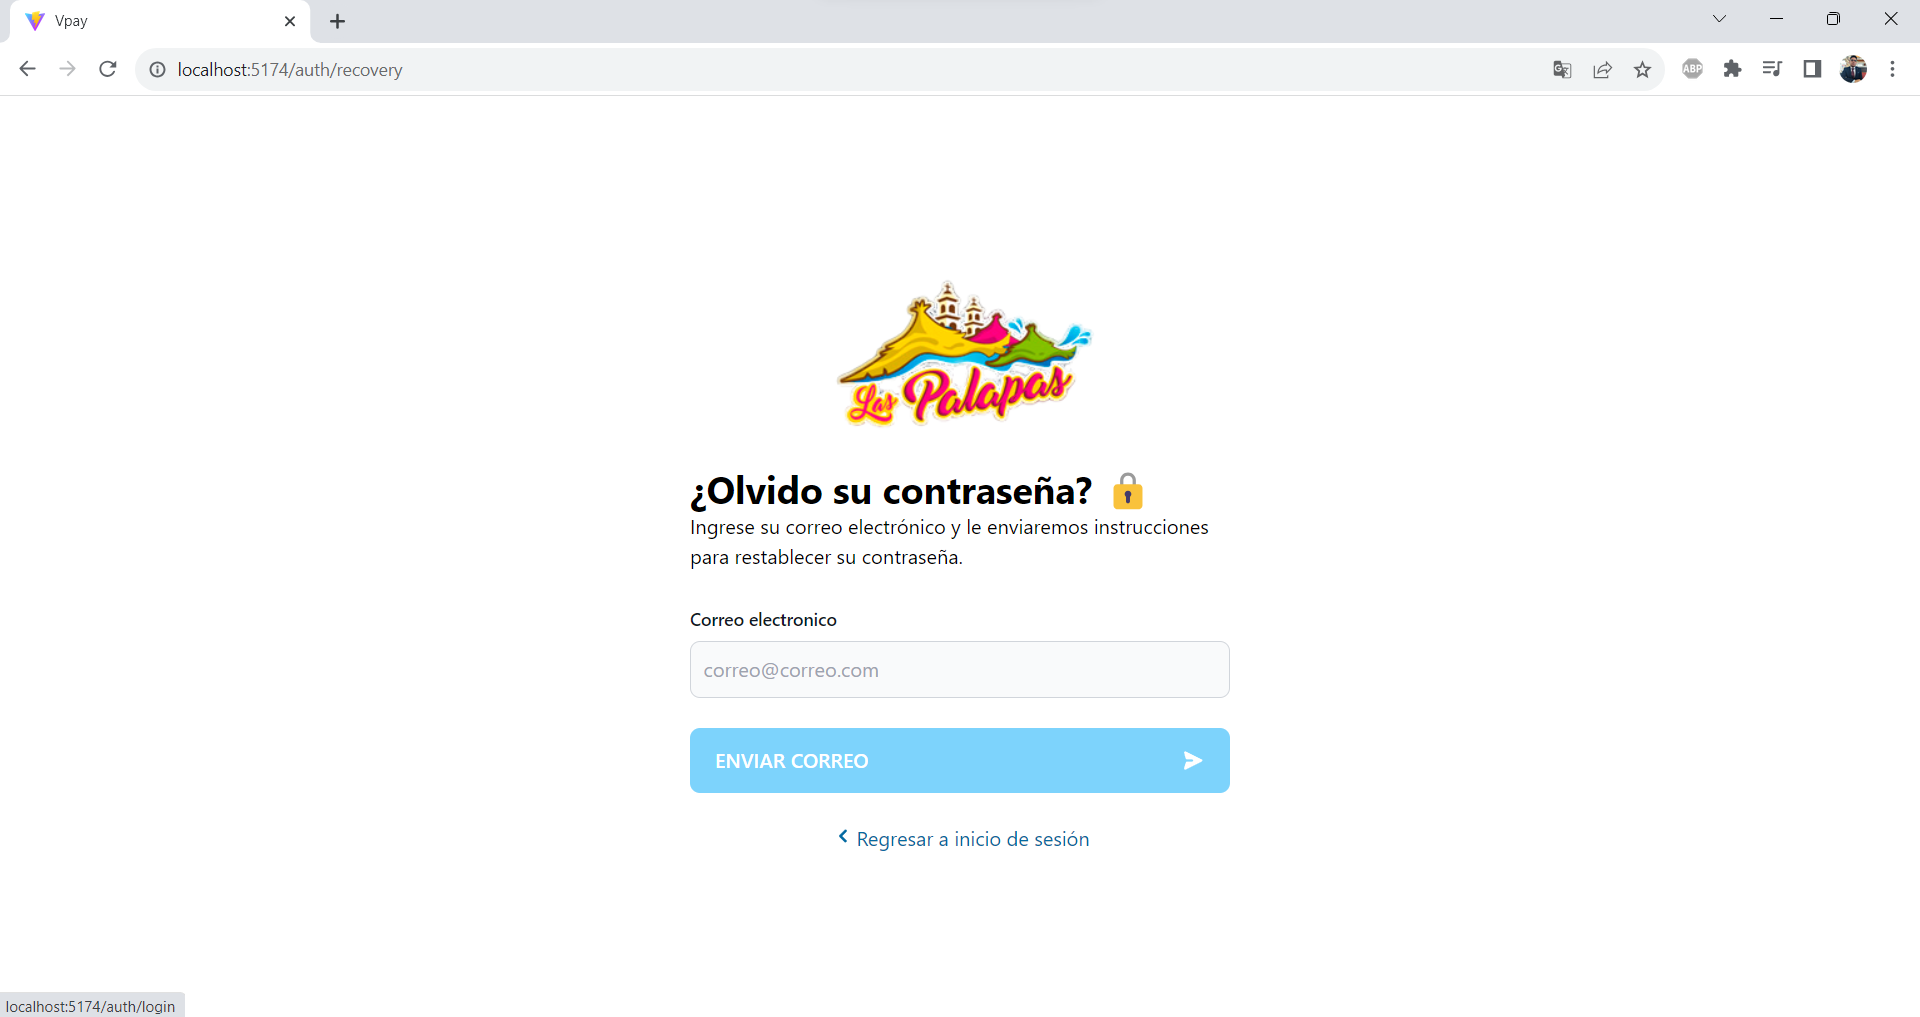 Vpay
localhost:5174/auth/recovery
ABP
Las Palapas
¿Olvido su contraseña?
Ingrese su correo electrónico y le enviaremos instrucciones
para restablecer su contraseña.
Correo electronico
correo@correo.com
ENVIAR CORREO
Regresar a inicio de sesión
localhost:5174/auth/login